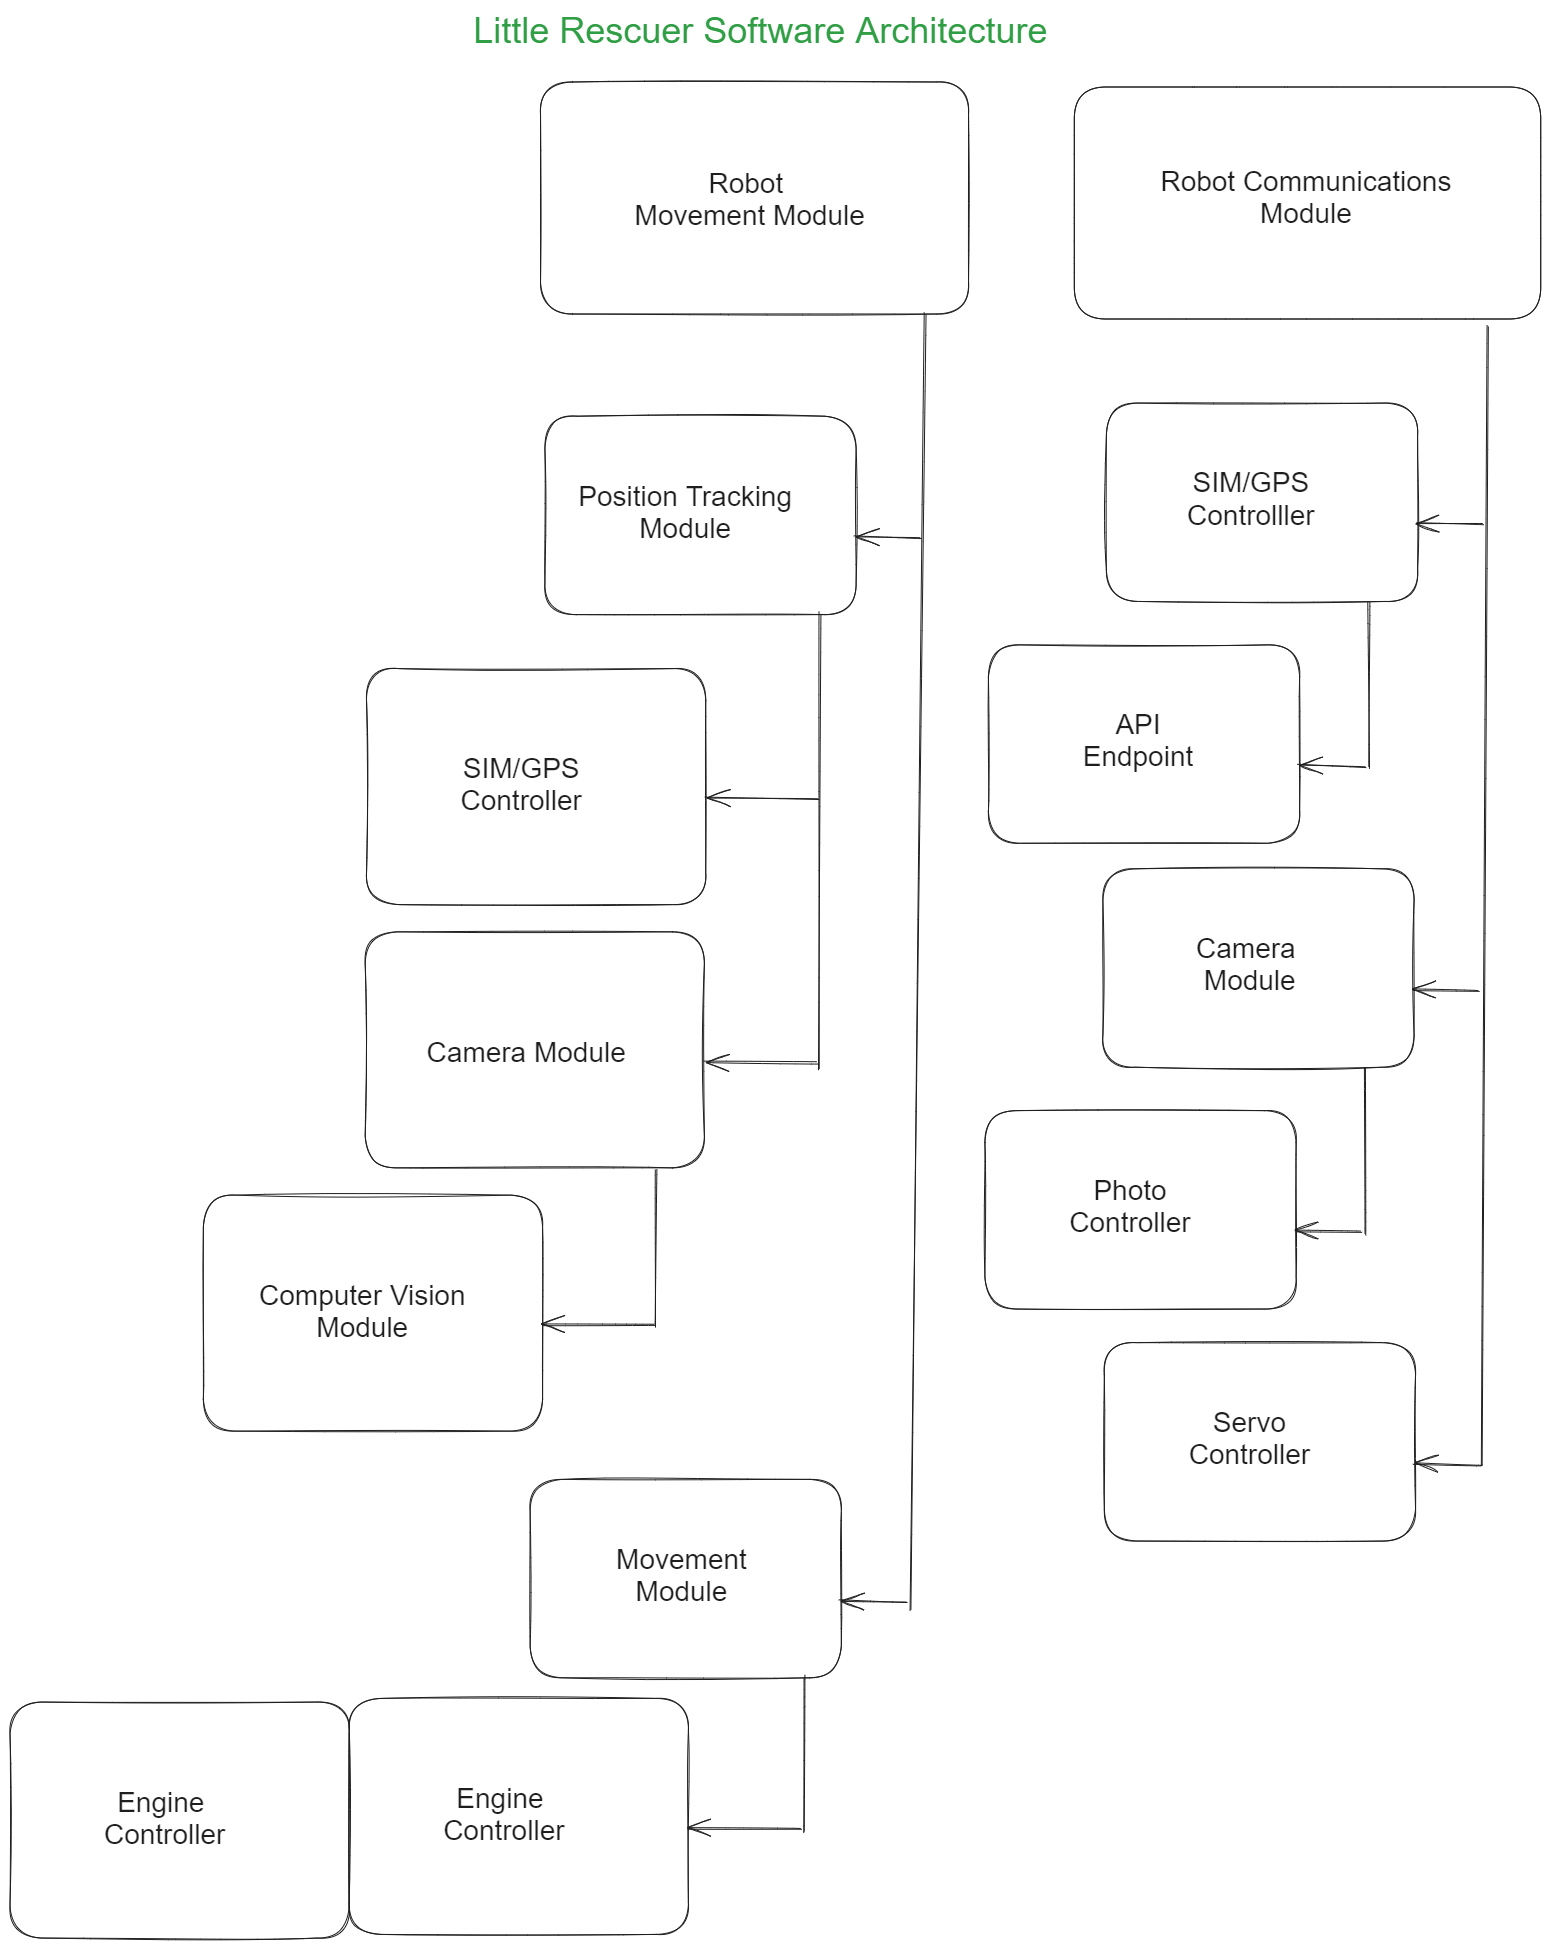 Little Rescuer Software Architecture
Robot
Movement Module
Robot Communications
Module
Position Tracking
Module
SIM/GPS
Controlller
SIM/GPS
Controller
API
Endpoint
Camera Module
Camera
Module
Computer Vision
Module
Photo
Controller
Servo
Controller
Movement
Module
Engine
Controller
Engine
Controller